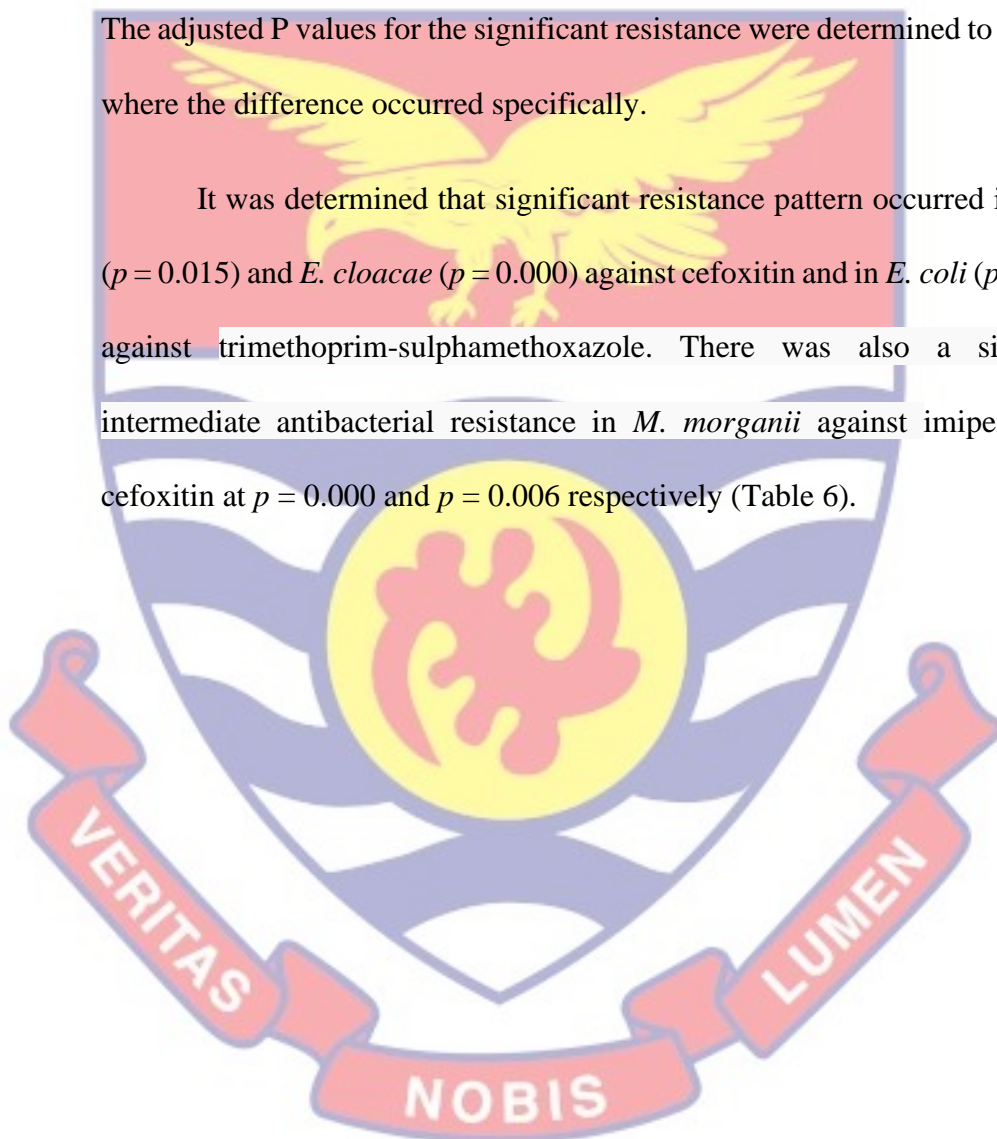 The adjusted P values for the significant resistance were determined to
where the difference occurred specifically.
It was determined that significant resistance pattern occurred
(p = 0.015) and E. cloacae (p = 0.000) against cefoxitin and in E. coli (p
against trimethoprim-sulphamethoxazole. There was also a
intermediate antibacterial resistance in M. morganii against
cefoxitin at p = 0.000 and p = 0.006 respectively (Table 6).
VERITAS
NOBIS
LUMEN